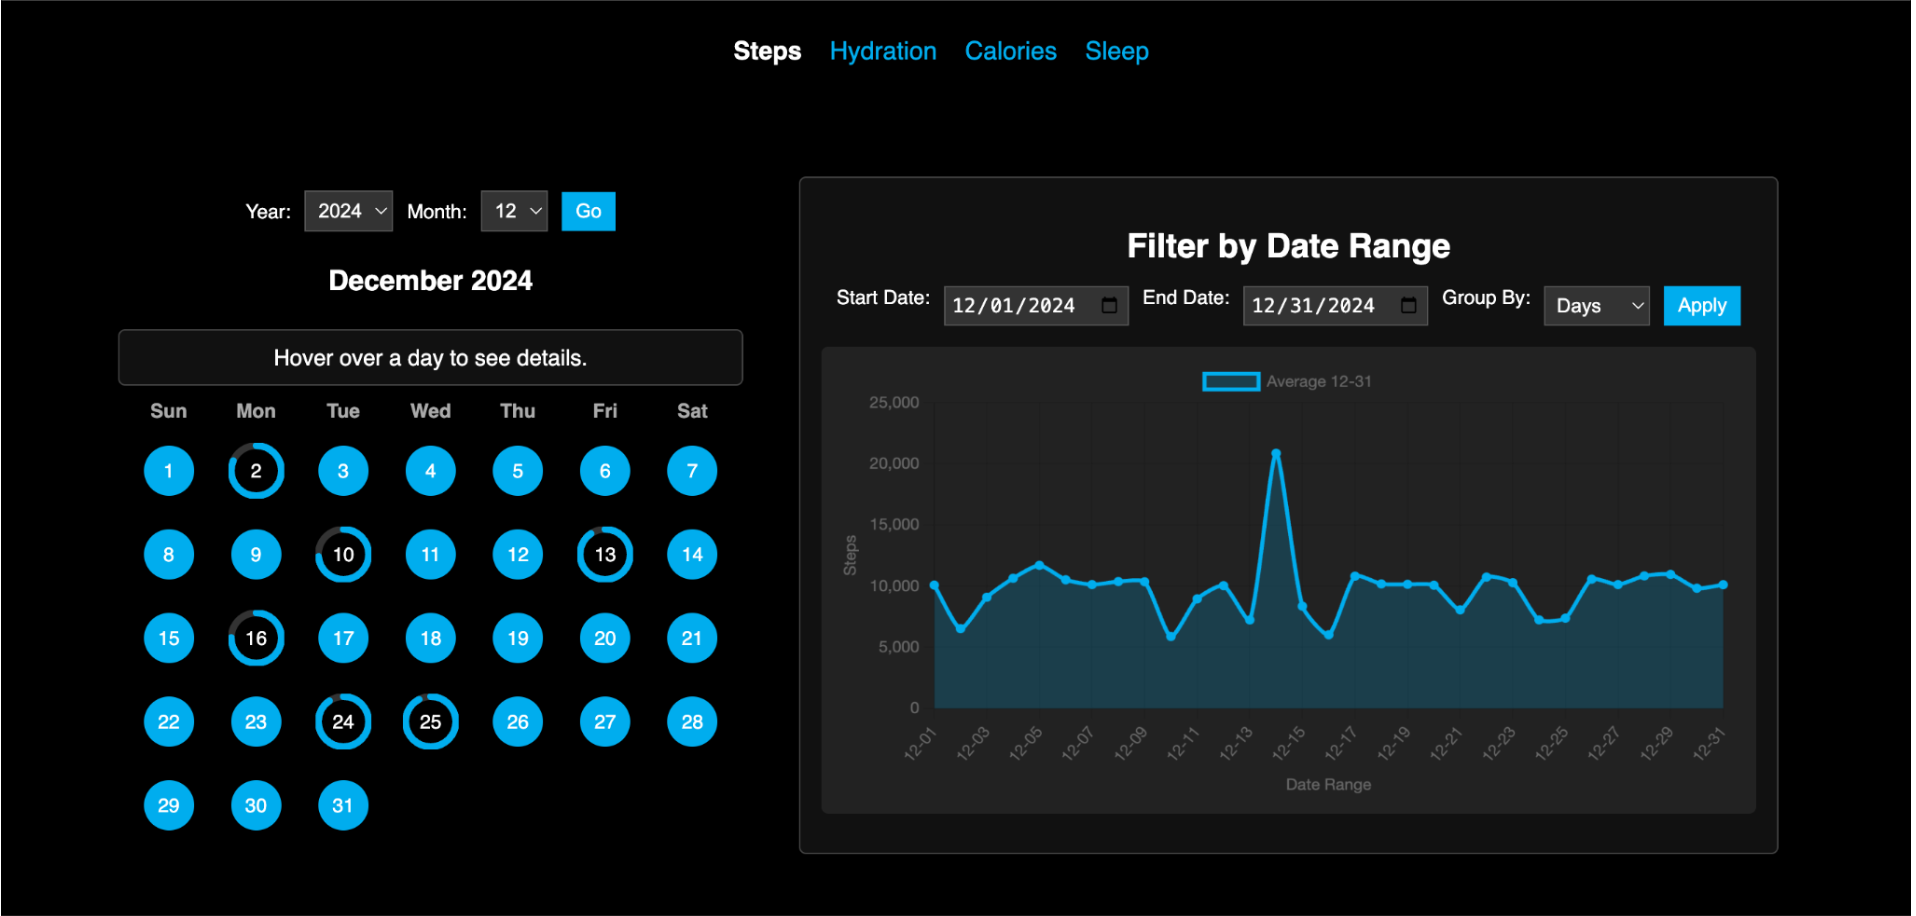 Steps Hydration Calories Sleep
Year: 2024 Month: 12 Go
December 2024
Hover over a day to see details.
Sun Mon Tue Wed Thu Fri Sat
1 2 3 4 5 6 7
8 9 10 11 12 13 14
15 16 17 18 19 20 21
22 23 24 25 26 27 28
29 30 31
Filter by Date Range
Start Date: 12/01/2024 End Date: 12/31/2024 Group By: Days Apply
Average 12-31
25,000
20,000
15,000
10,000
5,000
0
Steps
12-01 12-03 12-05 12-07 12-09 12-11 12-13 12-15 12-17 12-19 12-21 12-23 12-25 12-27 12-29 12-31
Date Range